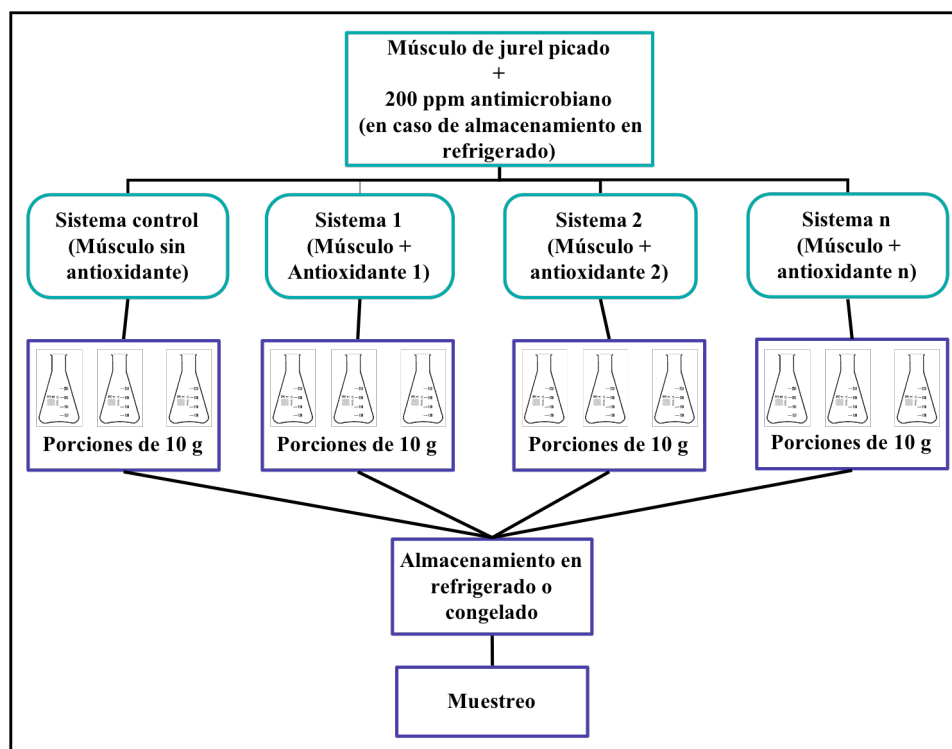 Músculo de jurel picado
+
200 ppm antimicrobiano
(en caso de almacenamiento en
refrigerado)
Sistema control
(Músculo sin
antioxidante)
Sistema 1
(Músculo +
Antioxidante 1)
Sistema 2
(Músculo +
antioxidante 2)
Sistema n
(Músculo +
antioxidante n)
Porciones de 10 g
Porciones de 10 g
Porciones de 10 g
Porciones de 10 g
Almacenamiento en
refrigerado o
congelado
Muestreo